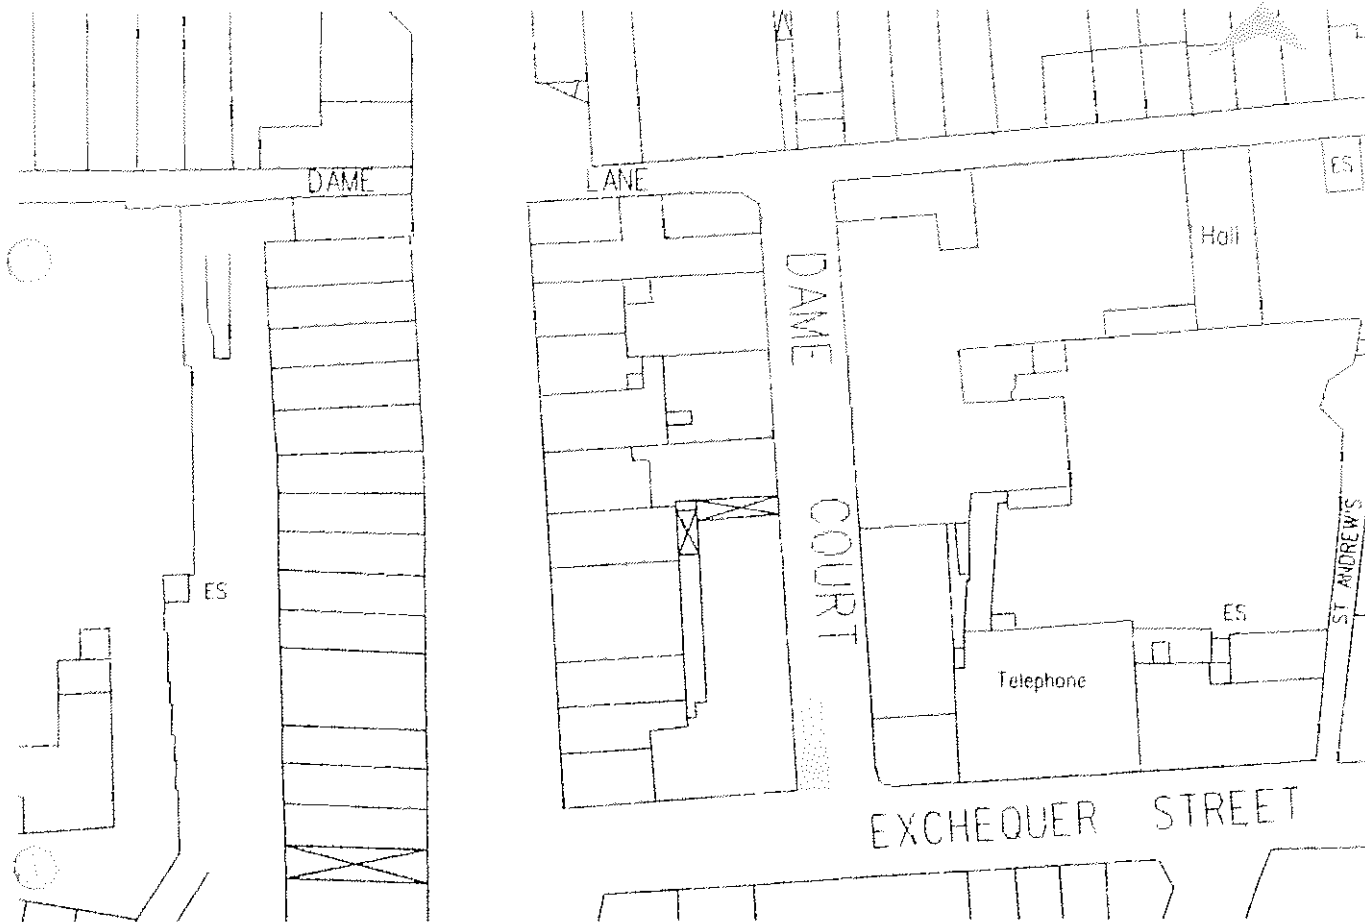 DAME LANE
ES
Hall
DAME COURT
ES
ST ANDREW'S
ES
Telephone
EXCHEQUER STREET